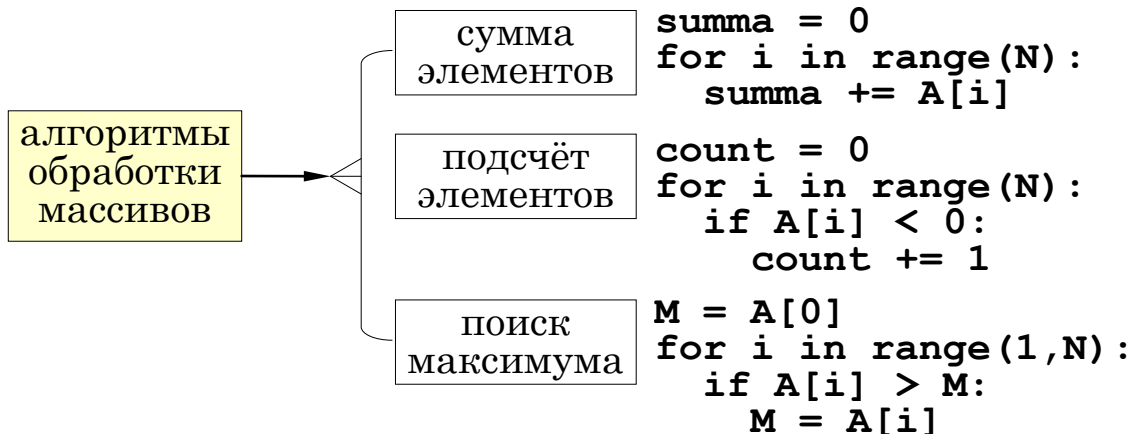 алгоритмы
обработки
массивов
сумма
элементов
summa = 0
for i in range(N):
  summa += A[i]
подсчёт
элементов
count = 0
for i in range(N):
  if A[i] < 0:
    count += 1
поиск
максимума
M = A[0]
for i in range(1,N):
  if A[i] > M:
    M = A[i]